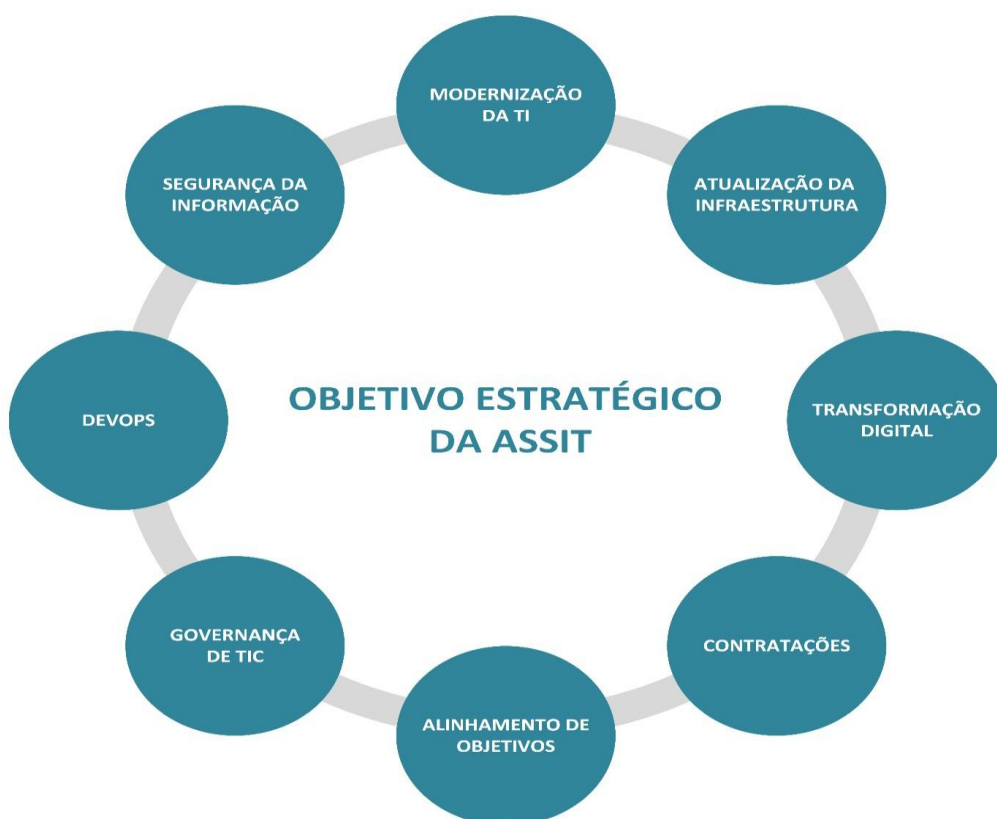 MODERNIZAÇÃO
DA TI
ATUALIZAÇÃO DA
INFRAESTRUTURA
TRANSFORMAÇÃO
DIGITAL
CONTRATAÇÕES
ALINHAMENTO DE
OBJETIVOS
GOVERNANÇA
DE TIC
DEVOPS
SEGURANÇA DA
INFORMAÇÃO
OBJETIVO ESTRATÉGICO
DA ASSIT